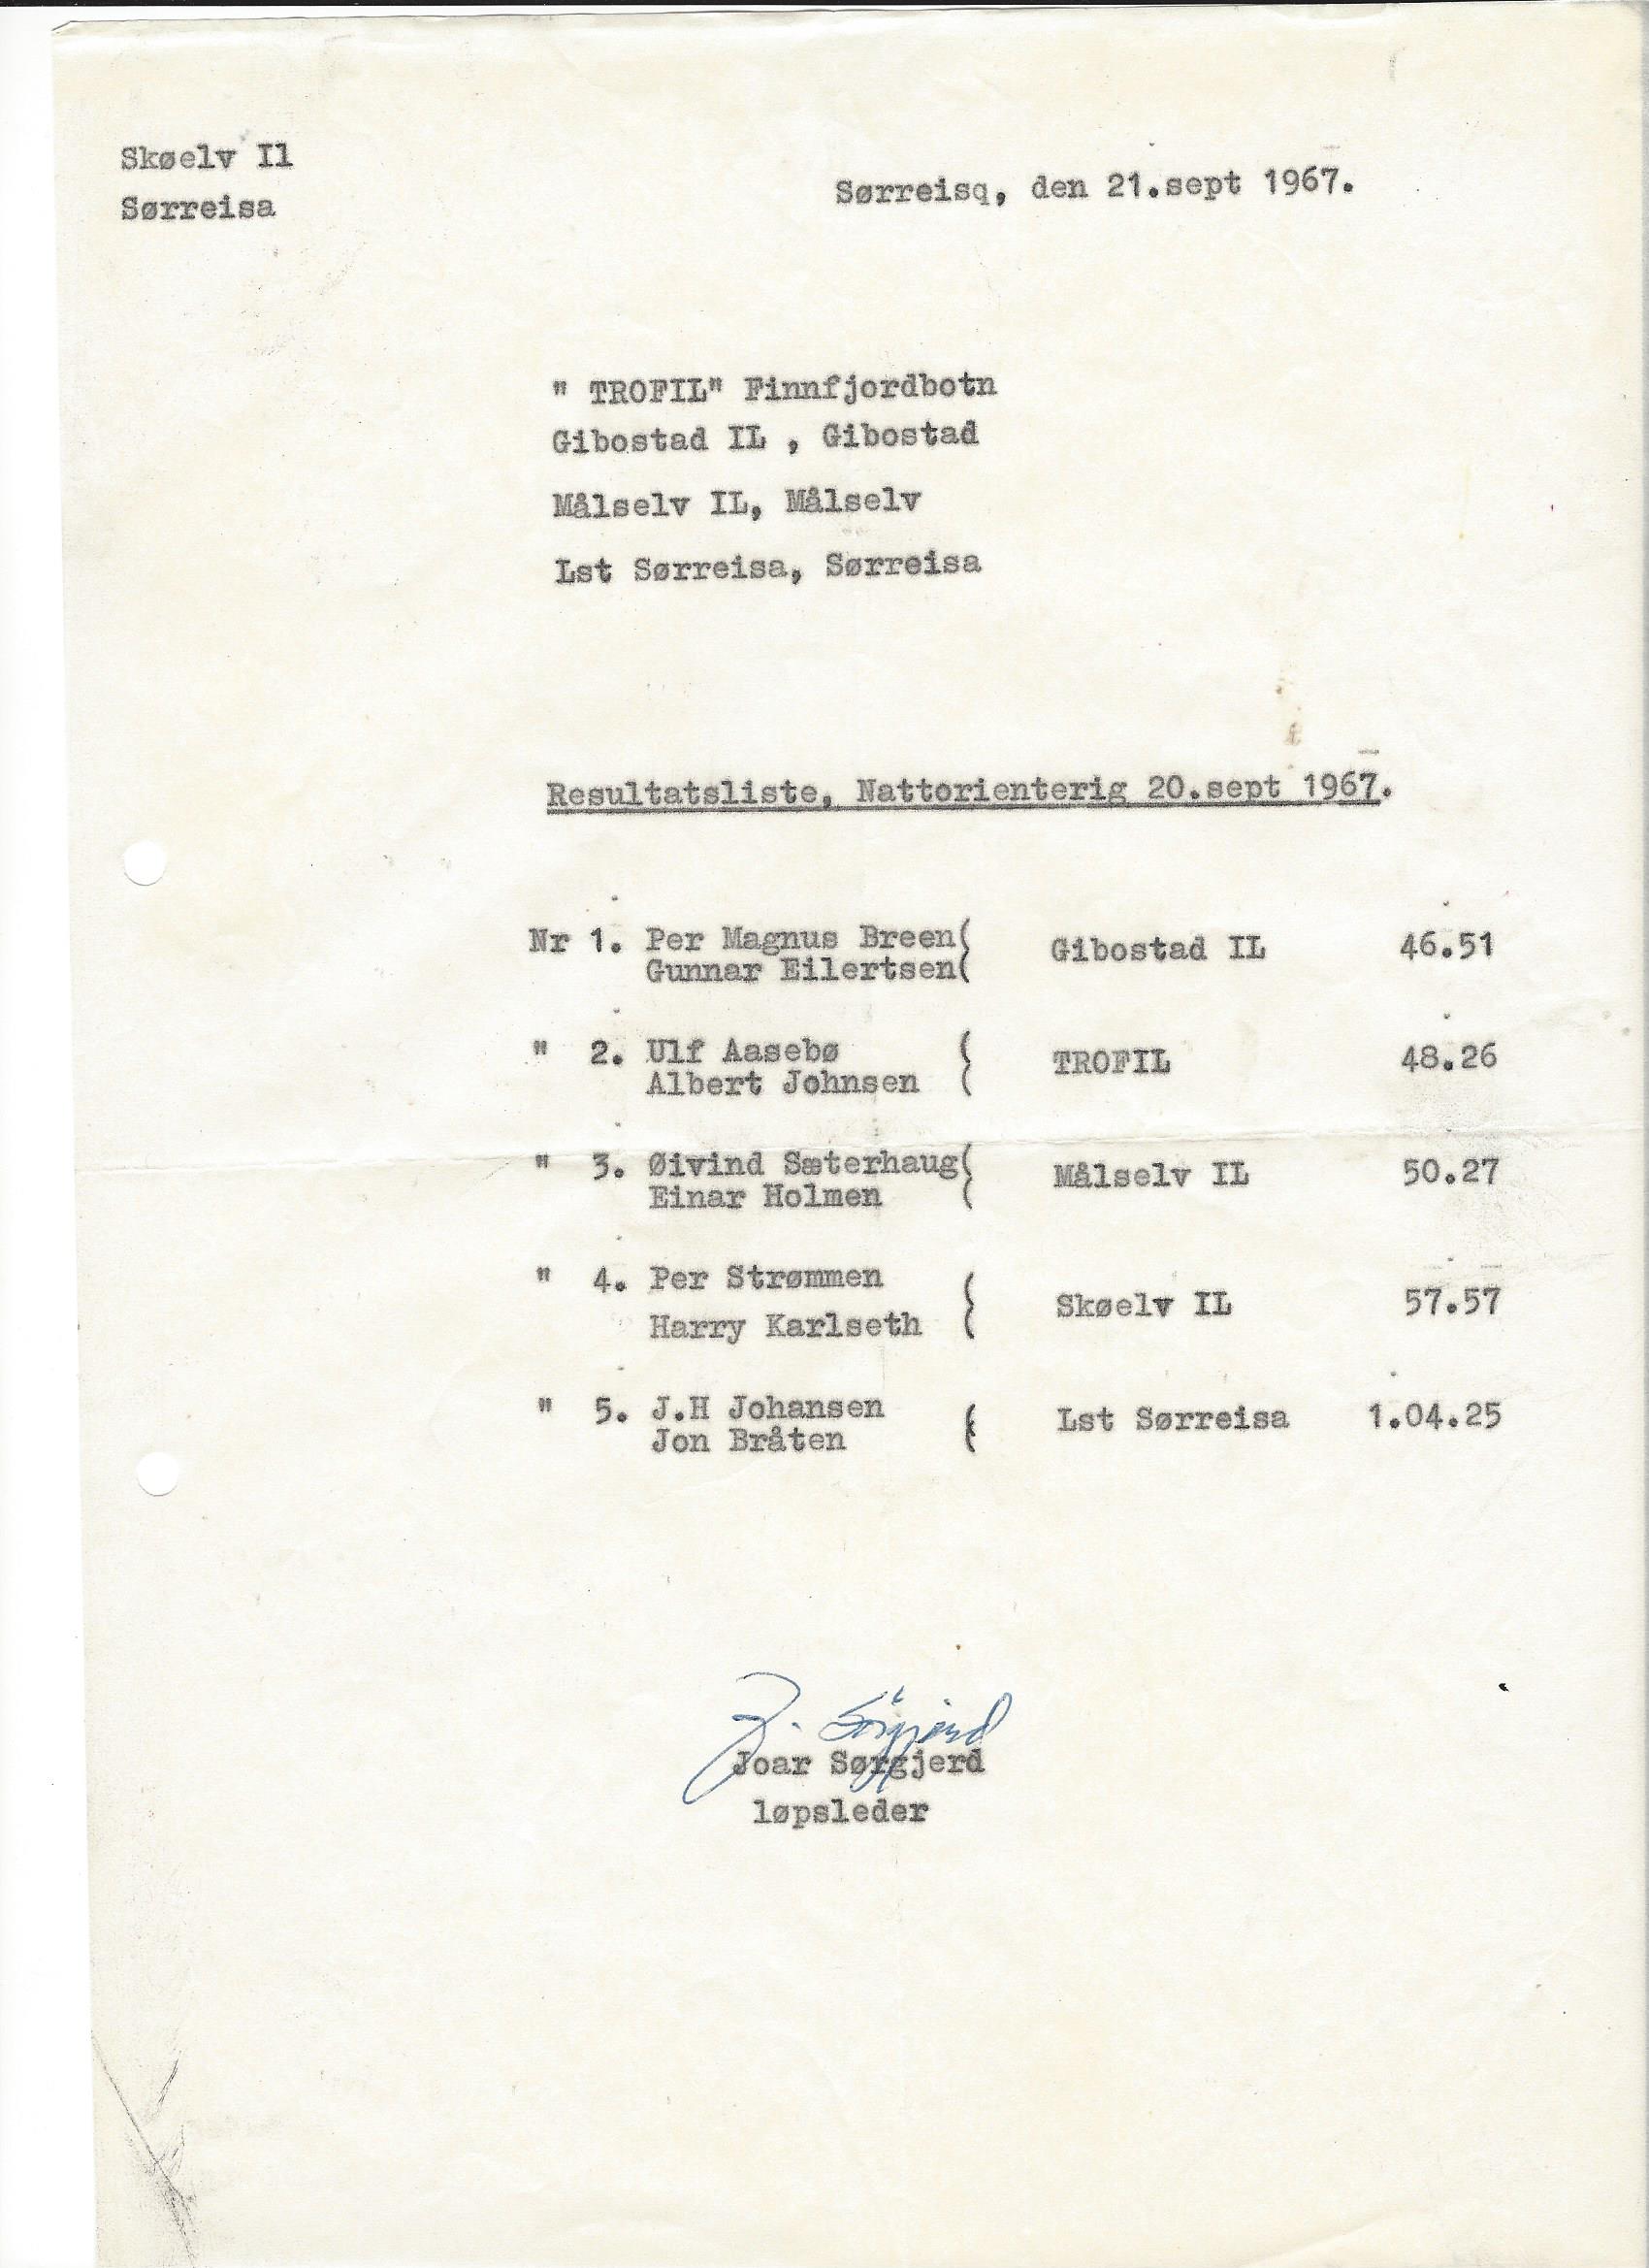 Skøelv Il
Sørreisa
Sørreisq, den 21.sept 1967.
" TROFIL" Finnfjordbotn
Gibostad IL , Gibostad
Målselv IL, Målselv
Lst Sørreisa, Sørreisa
Resultatsliste, Nattorienterig 20.sept 1967.
Nr 1. Per Magnus Breen( Gibostad IL 46.51
Gunnar Eilertsen(
" 2. Ulf Aasebø ( TROFIL 48.26
Albert Johnsen (
" 3. Øivind Sæterhaug( Målselv IL 50.27
Einar Holmen (
" 4. Per Strømmen ( Skøelv IL 57.57
Harry Karlseth (
" 5. J.H Johansen ( Lst Sørreisa 1.04.25
Jon Bråten (
J. Sørgjerd
Joar Sørgjerd
løpsleder